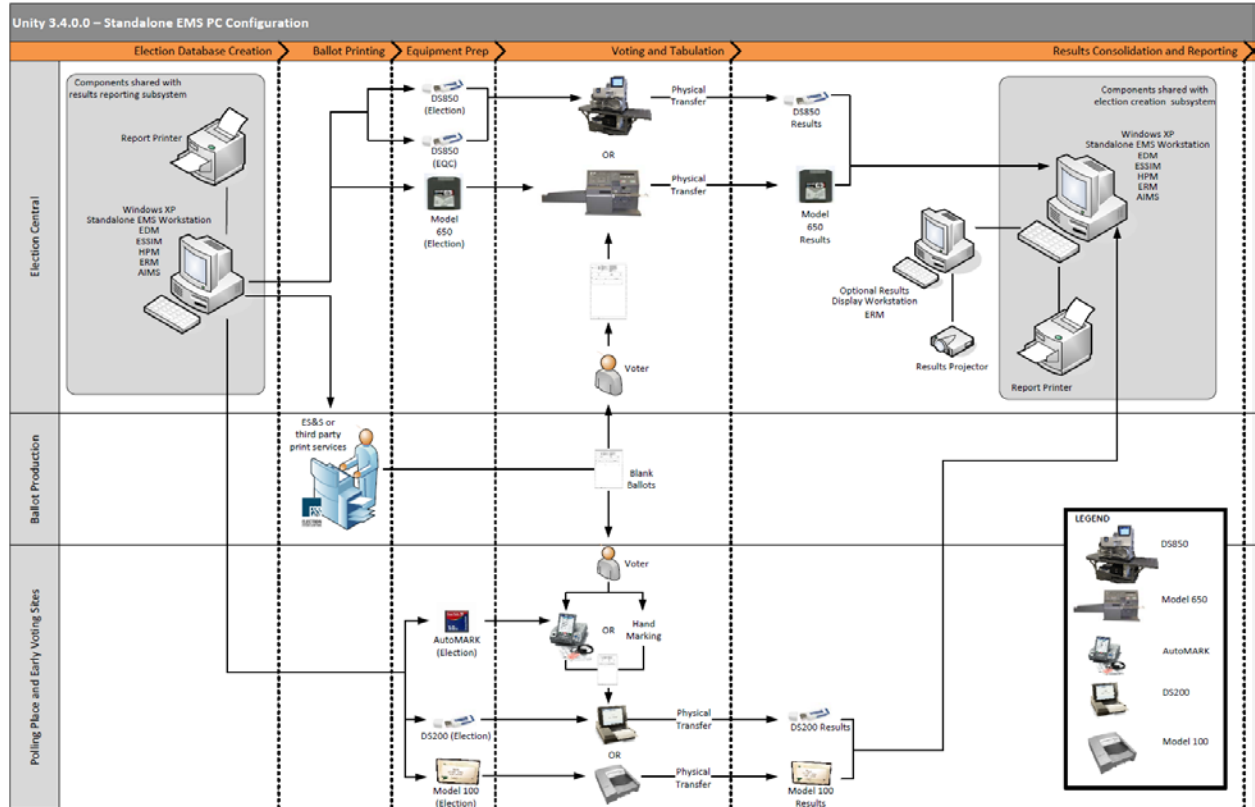 Unity 3.4.0.0 – Standalone EMS PC Configuration
Election Database Creation
Ballot Printing
Equipment Prep
Voting and Tabulation
Results Consolidation and Reporting
Election Central
Components shared with
results reporting subsystem
Report Printer
Windows XP
Standalone EMS Workstation
EDM
ESSIM
HPM
ERM
AIMS
DS850
(Election)
DS850
(EQC)
Model
650
(Election)
OR
Physical
Transfer
Physical
Transfer
DS850
Results
Model
650
Results
Voter
Components shared with
election creation subsystem
Windows XP
Standalone EMS Workstation
EDM
ESSIM
HPM
ERM
AIMS
Optional Results
Display Workstation
ERM
Results Projector
Report Printer
Ballot Production
ES&S or
third party
print services
Blank
Ballots
Polling Place and Early Voting Sites
Voter
AutoMARK
(Election)
OR
Hand
Marking
DS200 (Election)
Physical
Transfer
DS200 Results
OR
Model 100
(Election)
Physical
Transfer
Model 100
Results
LEGEND
DS850
Model 650
AutoMARK
DS200
Model 100